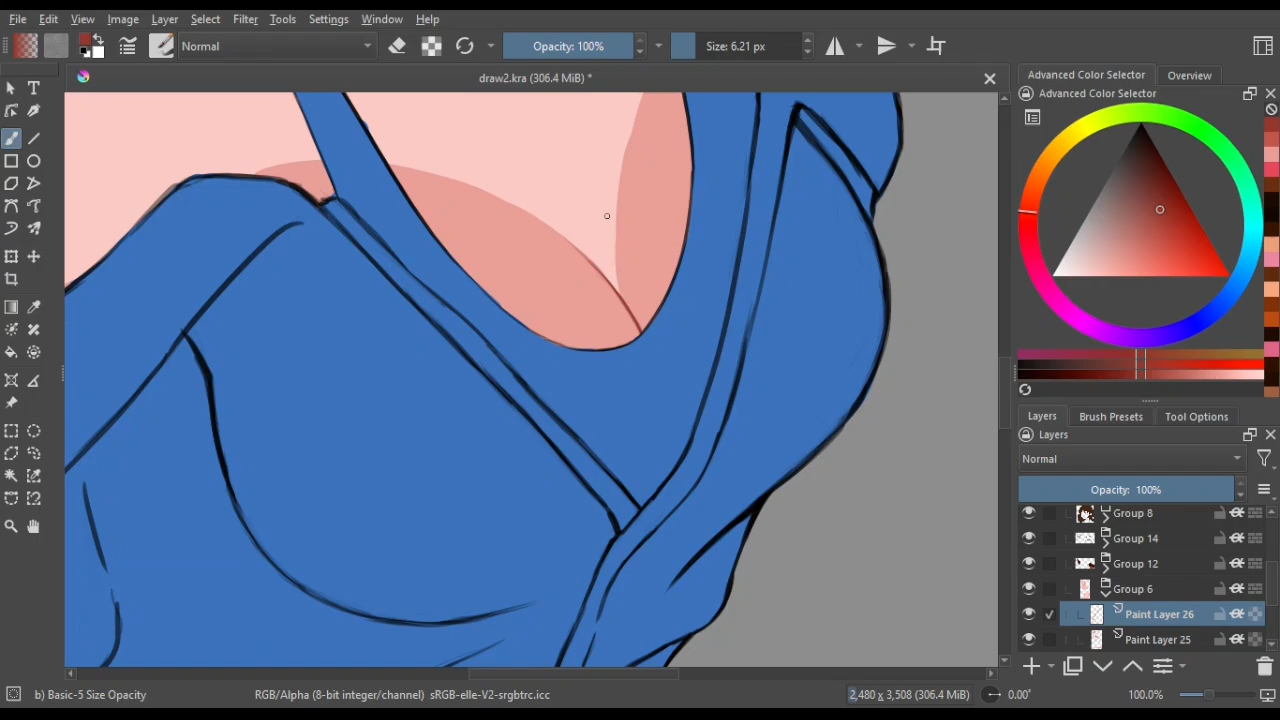 File Edit View Image Layer Select Filter Tools Settings Window Help
Normal Opacity: 100% Size: 6.21 px
draw2.kra (306.4 MiB) *
Advanced Color Selector Overview
Advanced Color Selector
Layers Brush Presets Tool Options
Layers
Normal
Opacity: 100%
Group 8
Group 14
Group 12
Group 6
Paint Layer 26
Paint Layer 25
b) Basic-5 Size Opacity RGB/Alpha (8-bit integer/channel) sRGB-elle-V2-srgbtrc.icc 2,480 x 3,508 (306.4 MiB) 0.00° 100.0%